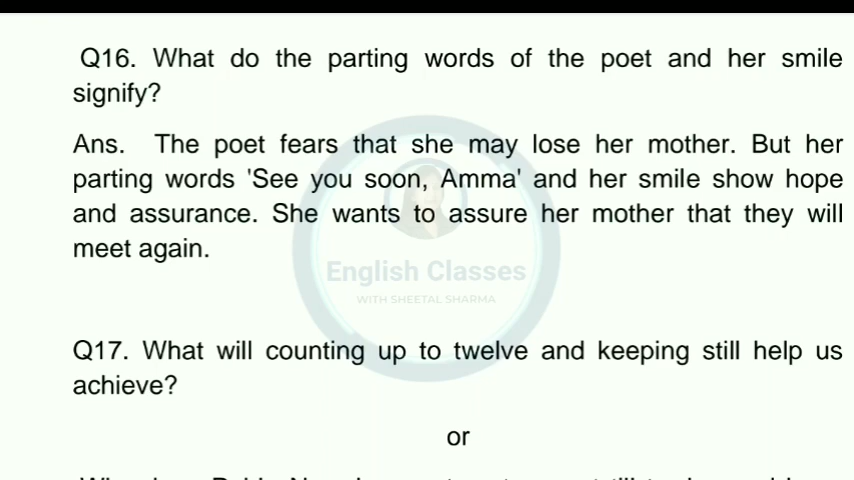 Q16. What do the parting words of the poet and her smile
signify?
Ans. The poet fears that she may lose her mother. But her
parting words 'See you soon, Amma' and her smile show hope
and assurance. She wants to assure her mother that they will
meet again.
English Classes
WITH SHEETAL SHARMA
Q17. What will counting up to twelve and keeping still help us
achieve?
or